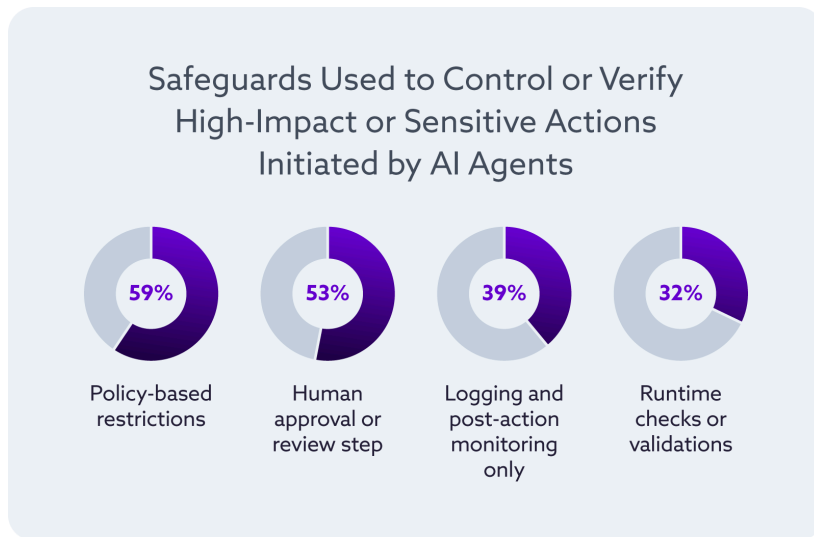 Safeguards Used to Control or Verify
High-Impact or Sensitive Actions
Initiated by AI Agents
59%
53%
39%
32%
Policy-based
restrictions
Human
approval or
review step
Logging and
post-action
monitoring
only
Runtime
checks or
validations